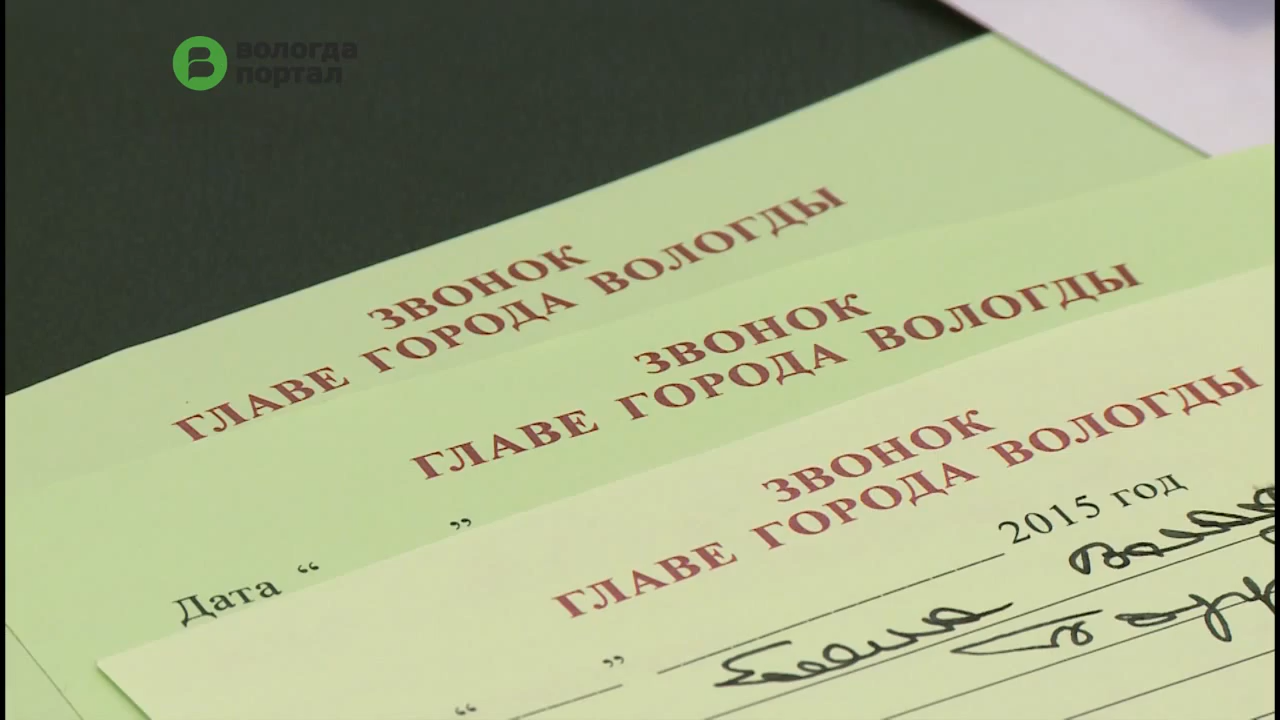 вологда
портал
ЗВОНОК
ГЛАВЕ ГОРОДА ВОЛОГДЫ
ЗВОНОК
ГЛАВЕ ГОРОДА ВОЛОГДЫ
Дата “ ”
ЗВОНОК
ГЛАВЕ ГОРОДА ВОЛОГДЫ
“ ” 2015 год